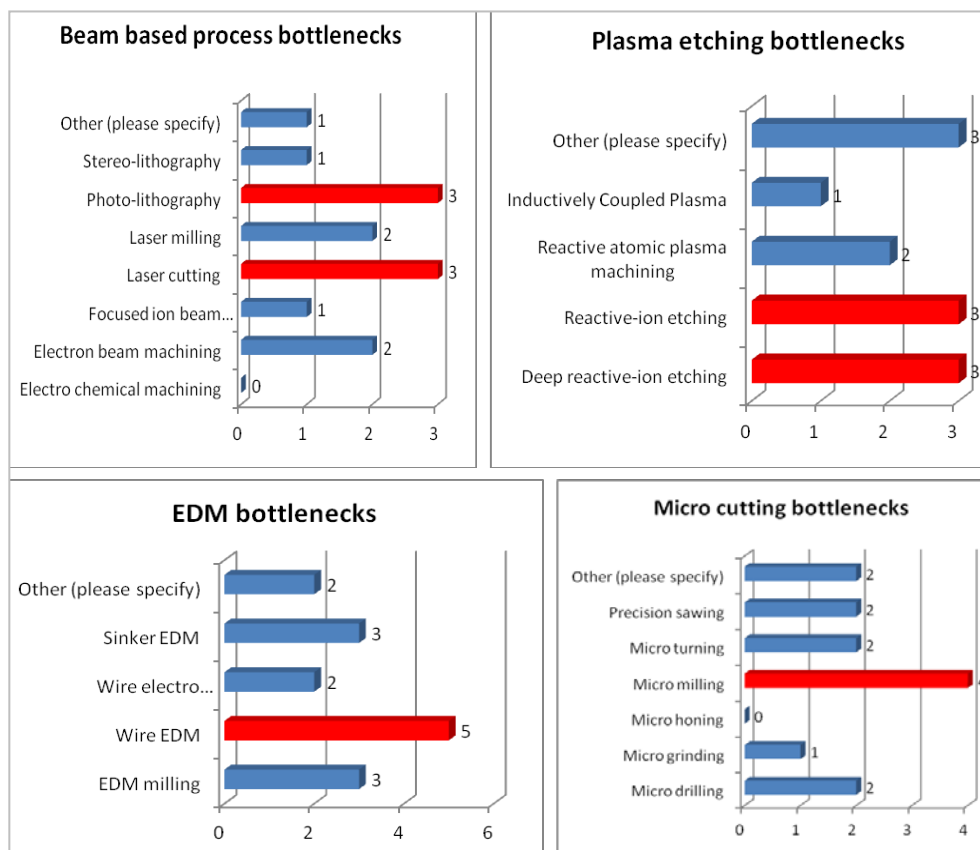 Beam based process bottlenecks
Other (please specify)
1
Stereo-lithography
1
Photo-lithography
3
Laser milling
2
Laser cutting
3
Focused ion beam...
1
Electron beam machining
2
Electro chemical machining
0
0 1 2 3
Plasma etching bottlenecks
Other (please specify)
3
Inductively Coupled Plasma
1
Reactive atomic plasma
machining
2
Reactive-ion etching
3
Deep reactive-ion etching
3
0 1 2 3
EDM bottlenecks
Other (please specify)
2
Sinker EDM
3
Wire electro...
2
Wire EDM
5
EDM milling
3
0 2 4 6
Micro cutting bottlenecks
Other (please specify)
2
Precision sawing
2
Micro turning
2
Micro milling
Micro honing
0
Micro grinding
1
Micro drilling
2
0 1 2 3 4